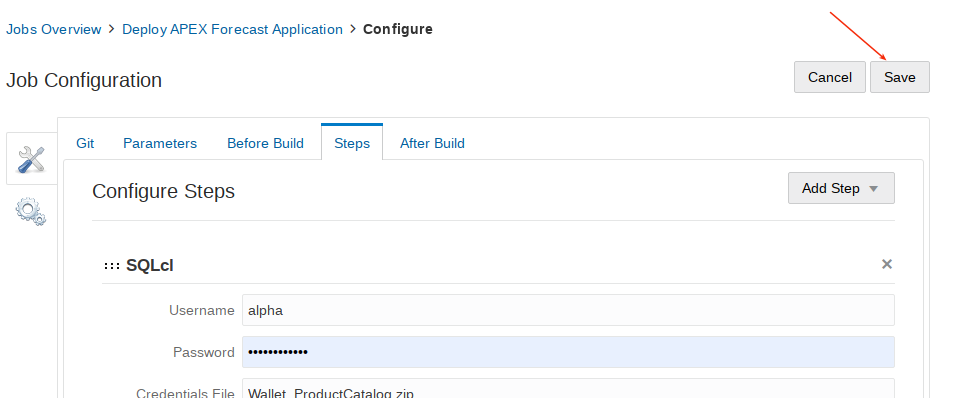 Jobs Overview > Deploy APEX Forecast Application > Configure
Job Configuration
Cancel
Save
Git
Parameters
Before Build
Steps
After Build
Configure Steps
Add Step
SQLcl
Username
alpha
Password
••••••••••••
Credentials File
Wallet_ProductCatalog.zip